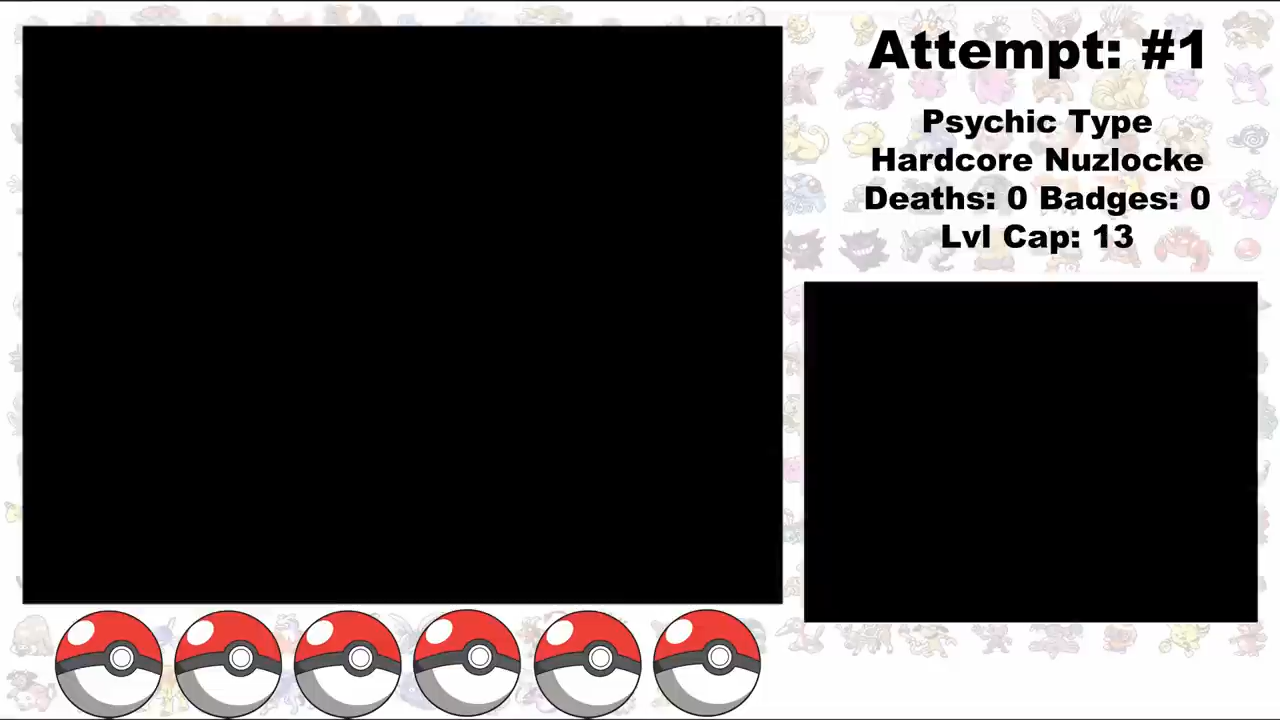 Attempt: #1
Psychic Type
Hardcore Nuzlocke
Deaths: 0 Badges: 0
Lvl Cap: 13